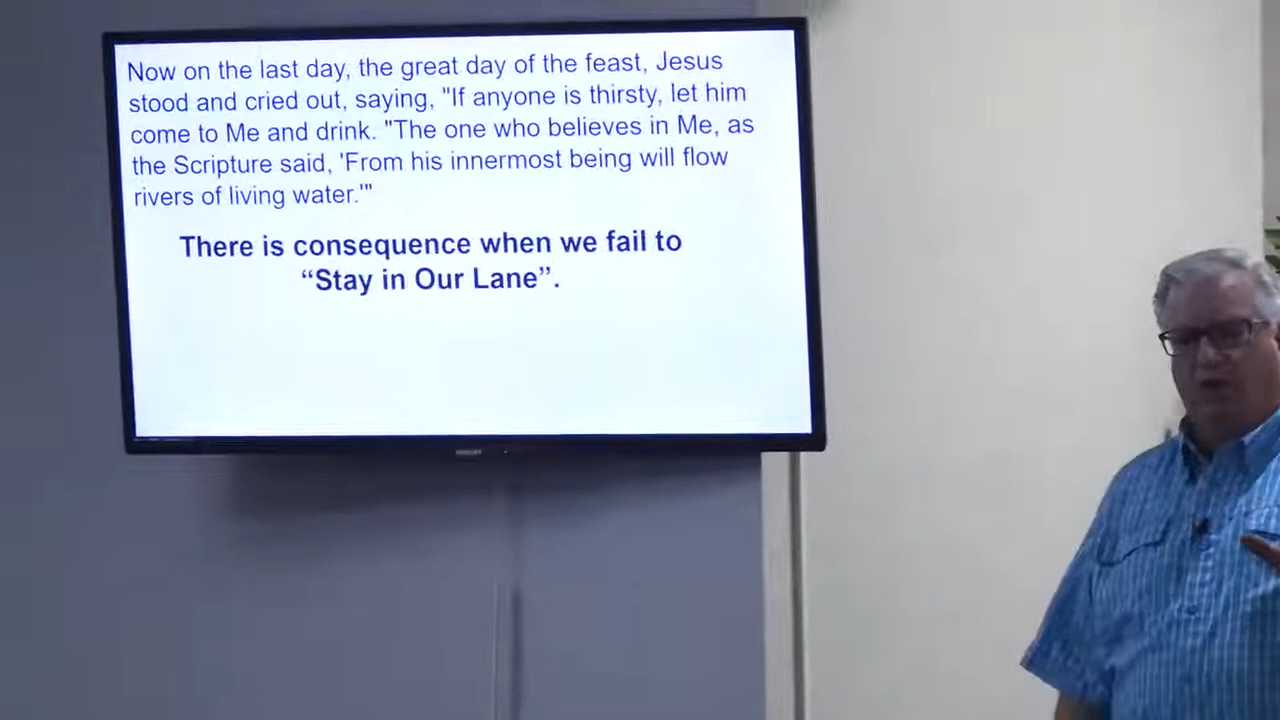 Now on the last day, the great day of the feast, Jesus
stood and cried out, saying, "If anyone is thirsty, let him
come to Me and drink. "The one who believes in Me, as
the Scripture said, 'From his innermost being will flow
rivers of living water.'"
There is consequence when we fail to
“Stay in Our Lane”.